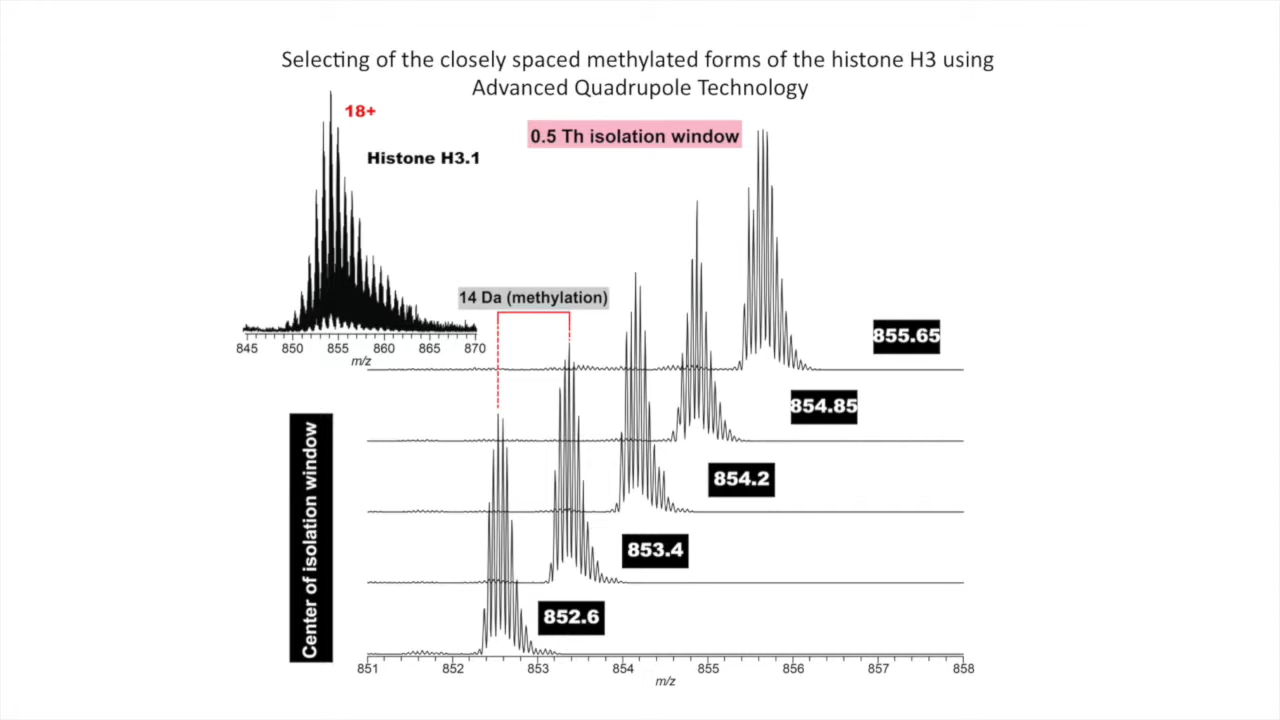 Selecting of the closely spaced methylated forms of the histone H3 using
Advanced Quadrupole Technology
18+
Histone H3.1
0.5 Th isolation window
14 Da (methylation)
845 850 855 860 865 870
m/z
855.65
854.85
854.2
853.4
852.6
Center of isolation window
851 852 853 854 855 856 857 858
m/z